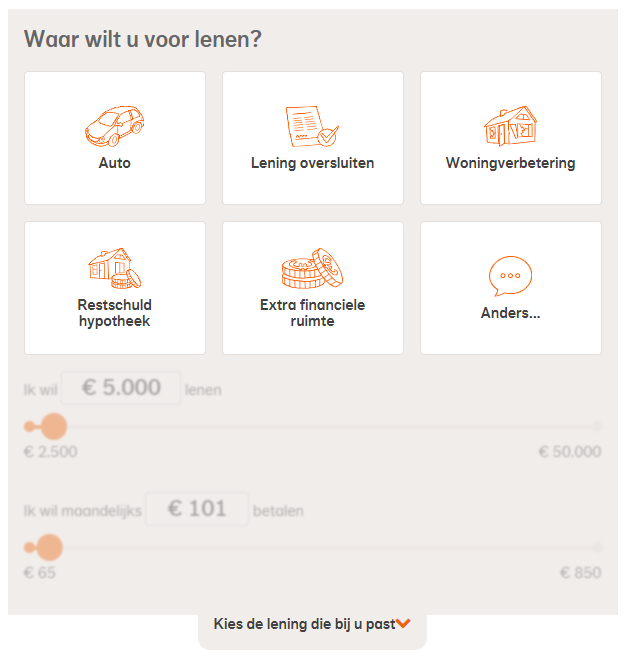 Waar wilt u voor lenen?
Auto
Lening oversluiten
Woningverbetering
Restschuld
hypotheek
Extra financiele
ruimte
Anders...
Ik wil € 5.000 lenen
€ 2.500 € 50.000
Ik wil maandelijks € 101 betalen
€ 65 € 850
Kies de lening die bij u past